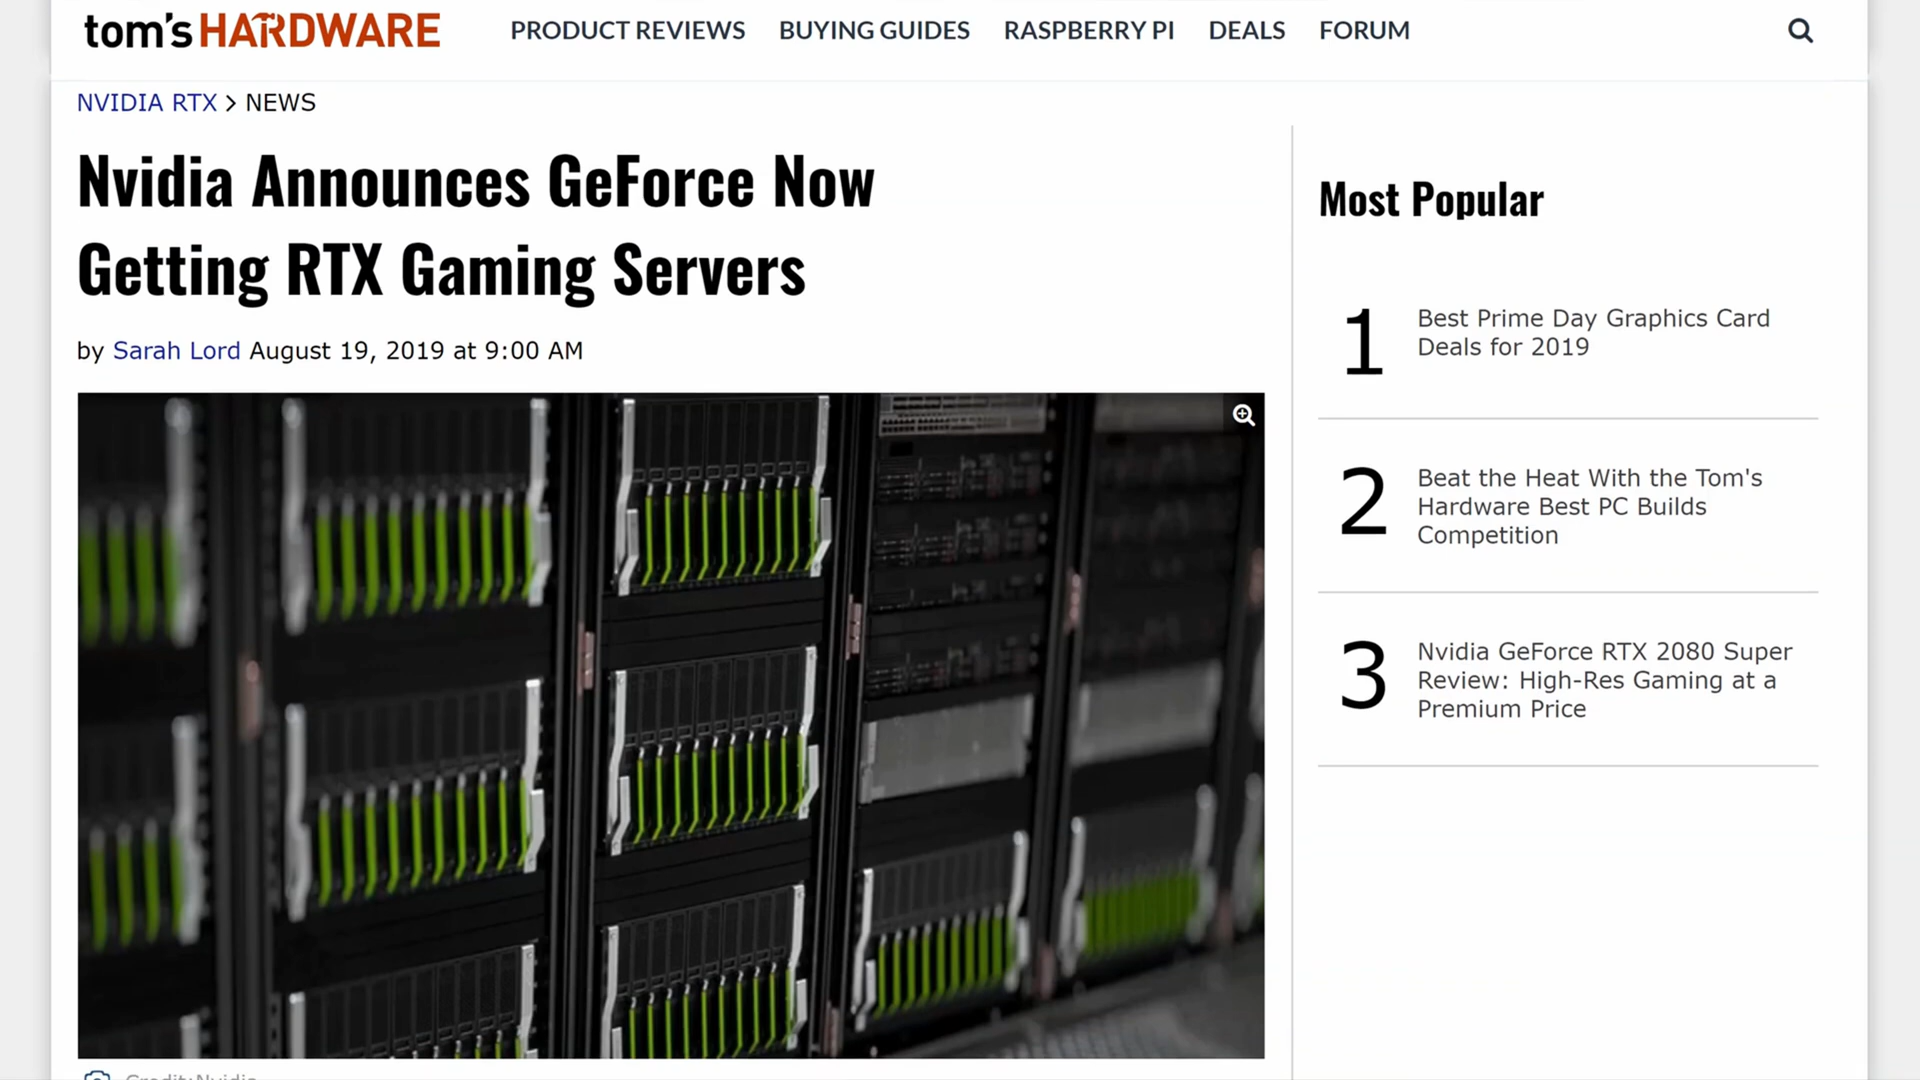 tom's HARDWARE
PRODUCT REVIEWS BUYING GUIDES RASPBERRY PI DEALS FORUM
NVIDIA RTX > NEWS
Nvidia Announces GeForce Now
Getting RTX Gaming Servers
by Sarah Lord August 19, 2019 at 9:00 AM
Credit: Nvidia
Most Popular
1
Best Prime Day Graphics Card
Deals for 2019
2
Beat the Heat With the Tom's
Hardware Best PC Builds
Competition
3
Nvidia GeForce RTX 2080 Super
Review: High-Res Gaming at a
Premium Price